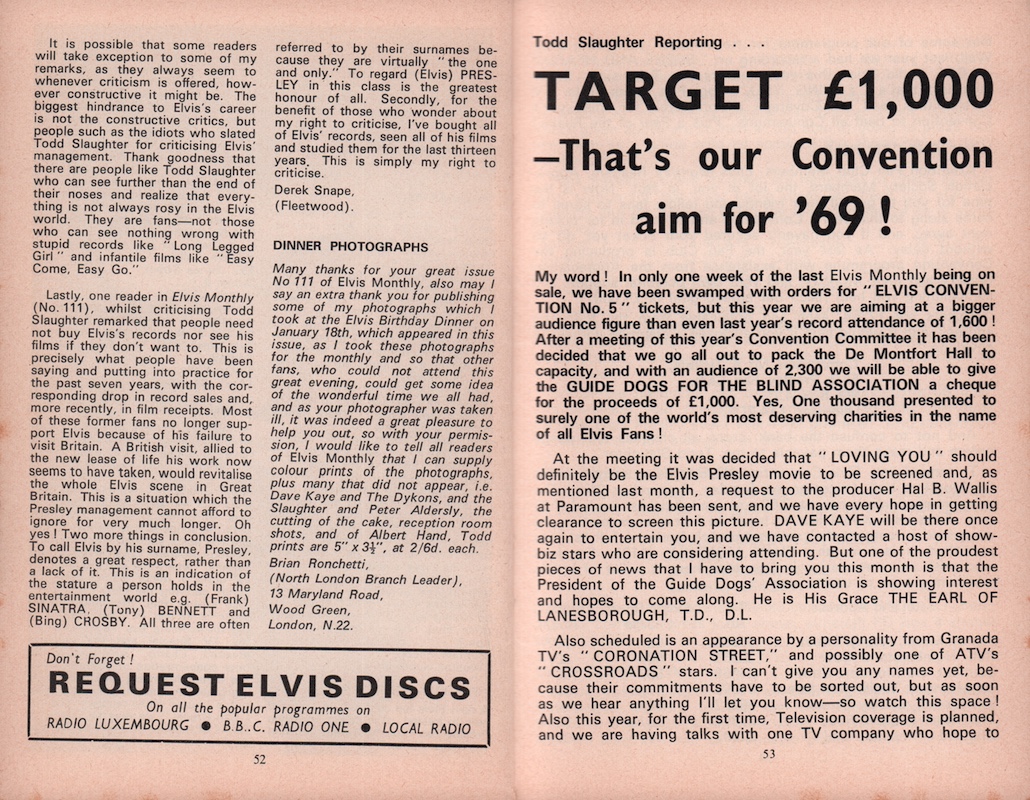 It is possible that some readers
will take exception to some of my
remarks, as they always seem to
whenever criticism is offered, how-
ever constructive it might be. The
biggest hindrance to Elvis's career
is not the constructive critics, but
people such as the idiots who slated
Todd Slaughter for criticising Elvis'
management. Thank goodness that
there are people like Todd Slaughter
who can see further than the end of
their noses and realize that every-
thing is not always rosy in the Elvis
world. They are fans—not those
who can see nothing wrong with
stupid records like "Long Legged
Girl" and infantile films like "Easy
Come, Easy Go."
Lastly, one reader in Elvis Monthly
(No. 111), whilst criticising Todd
Slaughter remarked that people need
not buy Elvis's records nor see his
films if they don't want to. This is
precisely what people have been
saying and putting into practice for
the past seven years, with the cor-
responding drop in record sales and,
more recently, in film receipts. Most
of these former fans no longer sup-
port Elvis because of his failure to
visit Britain. A British visit, allied to
the new lease of life his work now
seems to have taken, would revitalise
the whole Elvis scene in Great
Britain. This is a situation which the
Presley management cannot afford to
ignore for very much longer. Oh
yes! Two more things in conclusion.
To call Elvis by his surname, Presley,
denotes a great respect, rather than
a lack of it. This is an indication of
the stature a person holds in the
entertainment world e.g. (Frank)
SINATRA, (Tony) BENNETT and
(Bing) CROSBY. All three are often
referred to by their surnames be-
cause they are virtually "the one
and only." To regard (Elvis) PRES-
LEY in this class is the greatest
honour of all. Secondly, for the
benefit of those who wonder about
my right to criticise, I've bought all
of Elvis' records, seen all of his films
and studied them for the last thirteen
years. This is simply my right to
criticise.
Derek Snape,
(Fleetwood).
DINNER PHOTOGRAPHS
Many thanks for your great issue
No 111 of Elvis Monthly, also may I
say an extra thank you for publishing
some of my photographs which I
took at the Elvis Birthday Dinner on
January 18th, which appeared in this
issue, as I took these photographs
for the monthly and so that other
fans, who could not attend this
great evening, could get some idea
of the wonderful time we all had,
and as your photographer was taken
ill, it was indeed a great pleasure to
help you out, so with your permis-
sion, I would like to tell all readers
of Elvis Monthly that I can supply
colour prints of the photographs,
plus many that did not appear, i.e.
Dave Kaye and The Dykons, and the
Slaughter and Peter Aldersly, the
cutting of the cake, reception room
shots, and of Albert Hand, Todd
prints are 5" x 3½", at 2/6d. each.
Brian Ronchetti,
(North London Branch Leader),
13 Maryland Road,
Wood Green,
London, N.22.
Don't Forget!
REQUEST ELVIS DISCS
On all the popular programmes on
RADIO LUXEMBOURG ● B.B..C. RADIO ONE ● LOCAL RADIO
52
Todd Slaughter Reporting . . .
TARGET £1,000
—That's our Convention
aim for '69!
My word! In only one week of the last Elvis Monthly being on
sale, we have been swamped with orders for "ELVIS CONVEN-
TION No. 5" tickets, but this year we are aiming at a bigger
audience figure than even last year's record attendance of 1,600!
After a meeting of this year's Convention Committee it has been
decided that we go all out to pack the De Montfort Hall to
capacity, and with an audience of 2,300 we will be able to give
the GUIDE DOGS FOR THE BLIND ASSOCIATION a cheque
for the proceeds of £1,000. Yes, One thousand presented to
surely one of the world's most deserving charities in the name
of all Elvis Fans!
At the meeting it was decided that "LOVING YOU" should
definitely be the Elvis Presley movie to be screened and, as
mentioned last month, a request to the producer Hal B. Wallis
at Paramount has been sent, and we have every hope in getting
clearance to screen this picture. DAVE KAYE will be there once
again to entertain you, and we have contacted a host of show-
biz stars who are considering attending. But one of the proudest
pieces of news that I have to bring you this month is that the
President of the Guide Dogs' Association is showing interest
and hopes to come along. He is His Grace THE EARL OF
LANESBOROUGH, T.D., D.L.
Also scheduled is an appearance by a personality from Granada
TV's "CORONATION STREET," and possibly one of ATV's
"CROSSROADS" stars. I can't give you any names yet, be-
cause their commitments have to be sorted out, but as soon
as we hear anything I'll let you know—so watch this space!
Also this year, for the first time, Television coverage is planned,
and we are having talks with one TV company who hope to
53